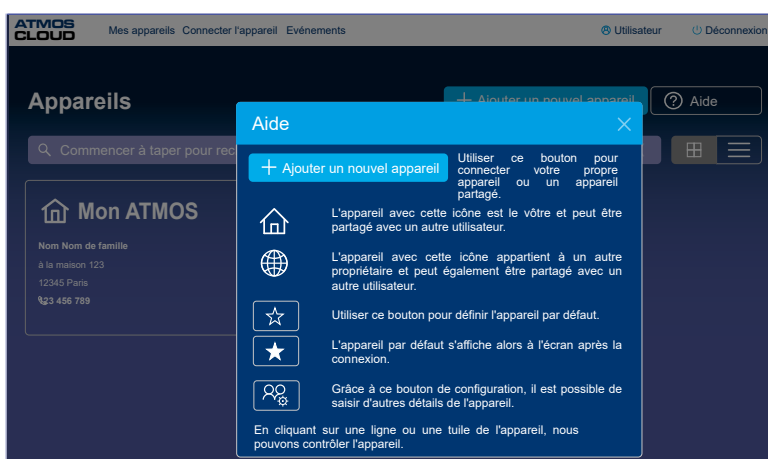 ATMOS
CLOUD
Mes appareils Connecter l'appareil Evénements
Utilisateur
Déconnexion
Appareils
Ajouter un nouvel appareil
Aide
Commencer à taper pour rec
Mon ATMOS
Nom Nom de famille
à la maison 123
12345 Paris
23 456 789
Aide
Ajouter un nouvel appareil
Utiliser ce bouton pour
connecter votre propre
appareil ou un appareil
partagé.
L'appareil avec cette icône est le vôtre et peut être
partagé avec un autre utilisateur.
L'appareil avec cette icône appartient à un autre
propriétaire et peut également être partagé avec un
autre utilisateur.
Utiliser ce bouton pour définir l'appareil par défaut.
L'appareil par défaut s'affiche alors à l'écran après la
connexion.
Grâce à ce bouton de configuration, il est possible de
saisir d'autres détails de l'appareil.
En cliquant sur une ligne ou une tuile de l'appareil, nous
pouvons contrôler l'appareil.